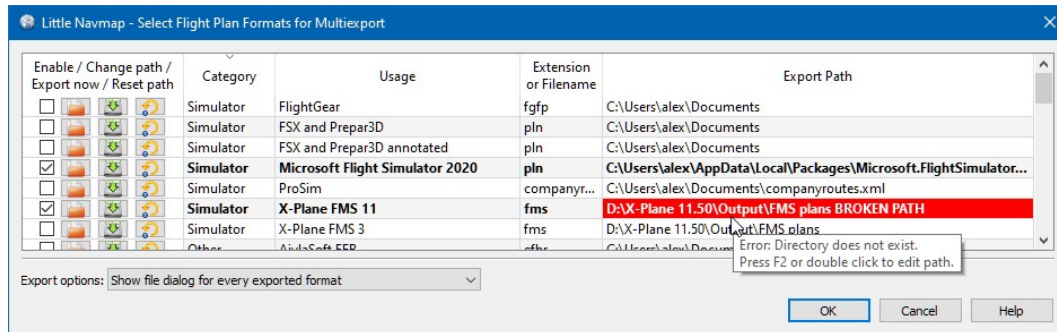 Little Navmap - Select Flight Plan Formats for Multiexport
Enable / Change path /
Export now / Reset path
Category
Usage
Extension
or Filename
Export Path
Simulator FlightGear fgfp C:\Users\alex\Documents
Simulator FSX and Prepar3D pln C:\Users\alex\Documents
Simulator FSX and Prepar3D annotated pln C:\Users\alex\Documents
Simulator Microsoft Flight Simulator 2020 pln C:\Users\alex\AppData\Local\Packages\Microsoft.FlightSimulator...
Simulator ProSim companyr... C:\Users\alex\Documents\companyroutes.xml
Simulator X-Plane FMS 11 fms D:\X-Plane 11.50\Output\FMS plans BROKEN PATH
Simulator X-Plane FMS 3 fms D:\X-Plane 11.50\Output\FMS plans
Other
Error: Directory does not exist.
Press F2 or double click to edit path.
Export options: Show file dialog for every exported format
OK Cancel Help